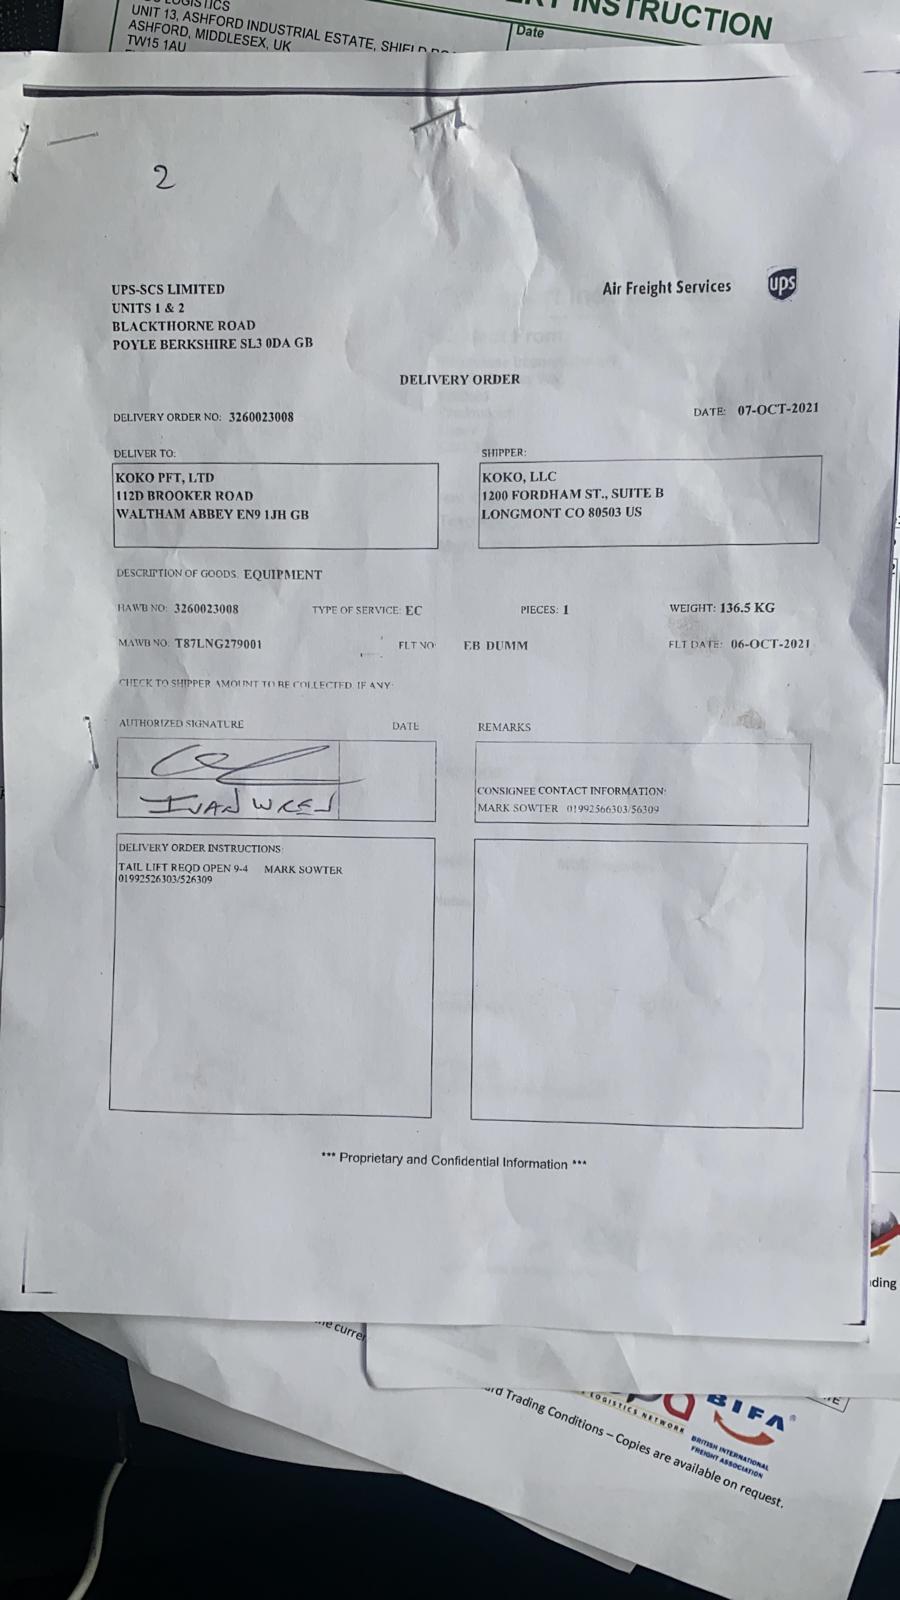 LOGISTICS
UNIT 13, ASHFORD INDUSTRIAL ESTATE, SHIELD
ASHFORD, MIDDLESEX, UK
TW15 1AU
INSTRUCTION
Date
2
UPS-SCS LIMITED
UNITS 1 & 2
BLACKTHORNE ROAD
POYLE BERKSHIRE SL3 0DA GB
Air Freight Services
ups
DELIVERY ORDER
DELIVERY ORDER NO: 3260023008
DATE: 07-OCT-2021
DELIVER TO:
KOKO PFT, LTD
112D BROOKER ROAD
WALTHAM ABBEY EN9 1JH GB
SHIPPER:
KOKO, LLC
1200 FORDHAM ST., SUITE B
LONGMONT CO 80503 US
DESCRIPTION OF GOODS: EQUIPMENT
HAWB NO: 3260023008 TYPE OF SERVICE: EC PIECES: 1 WEIGHT: 136.5 KG
MAWB NO: T87LNG279001 FLT NO: EB DUMM FLT DATE: 06-OCT-2021
CHECK TO SHIPPER AMOUNT TO BE COLLECTED, IF ANY:
AUTHORIZED SIGNATURE DATE
IVAN WREN
REMARKS
CONSIGNEE CONTACT INFORMATION:
MARK SOWTER 01992566303/56309
DELIVERY ORDER INSTRUCTIONS:
TAIL LIFT REQD OPEN 9-4 MARK SOWTER
01992526303/526309
*** Proprietary and Confidential Information ***
ding
Trading Conditions – Copies are available on request.
LOGISTICS NETWORK
BIFA
BRITISH INTERNATIONAL
FREIGHT ASSOCIATION